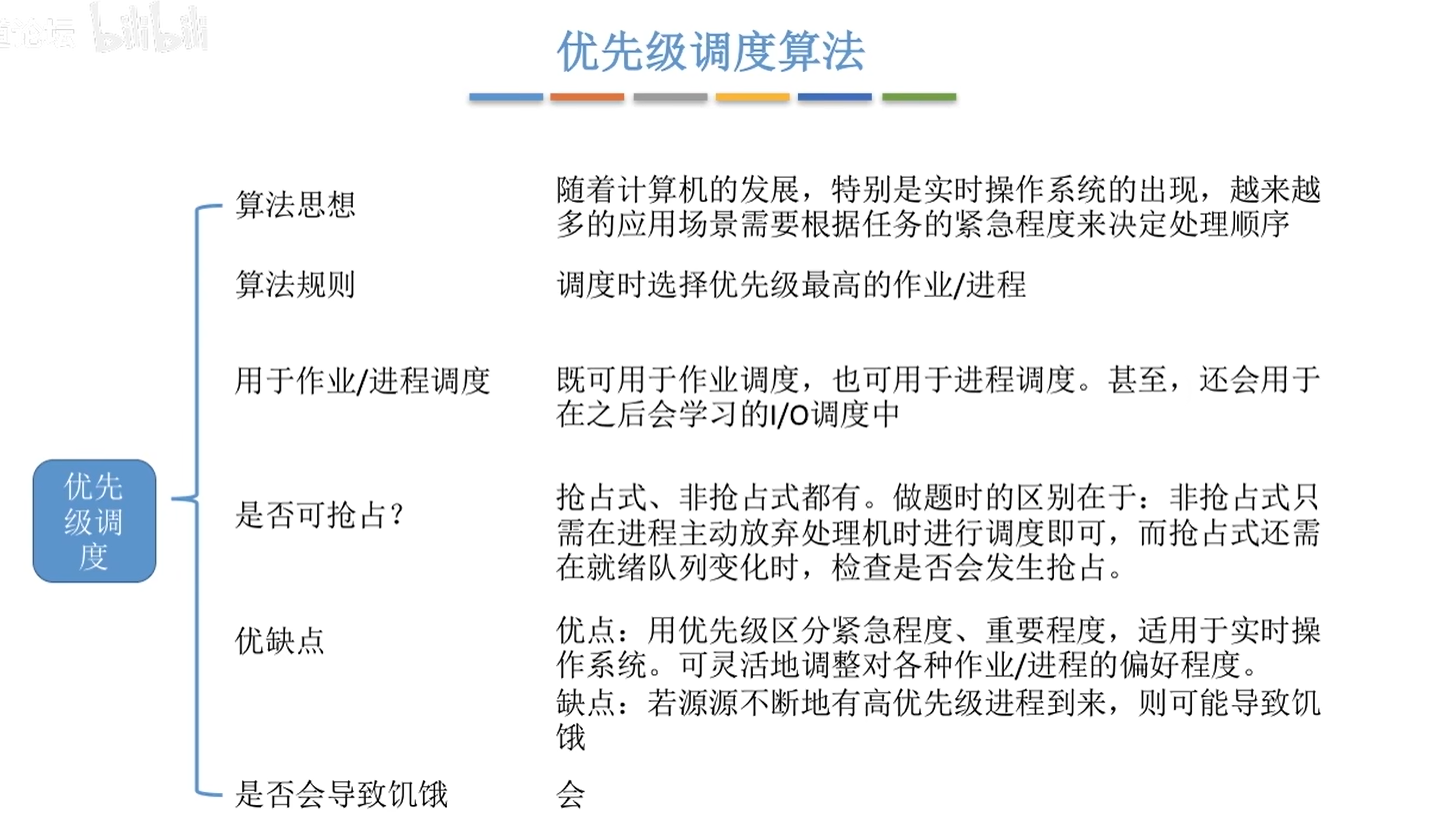 论坛 bilibili
优先级调度算法
算法思想
随着计算机的发展，特别是实时操作系统的出现，越来越
多的应用场景需要根据任务的紧急程度来决定处理顺序
算法规则
调度时选择优先级最高的作业/进程
用于作业/进程调度
既可用于作业调度，也可用于进程调度。甚至，还会用于
在之后会学习的I/O调度中
优先
级调
度
是否可抢占？
抢占式、非抢占式都有。做题时的区别在于：非抢占式只
需在进程主动放弃处理机时进行调度即可，而抢占式还需
在就绪队列变化时，检查是否会发生抢占。
优缺点
优点：用优先级区分紧急程度、重要程度，适用于实时操
作系统。可灵活地调整对各种作业/进程的偏好程度。
缺点：若源源不断地有高优先级进程到来，则可能导致饥
饿
是否会导致饥饿
会